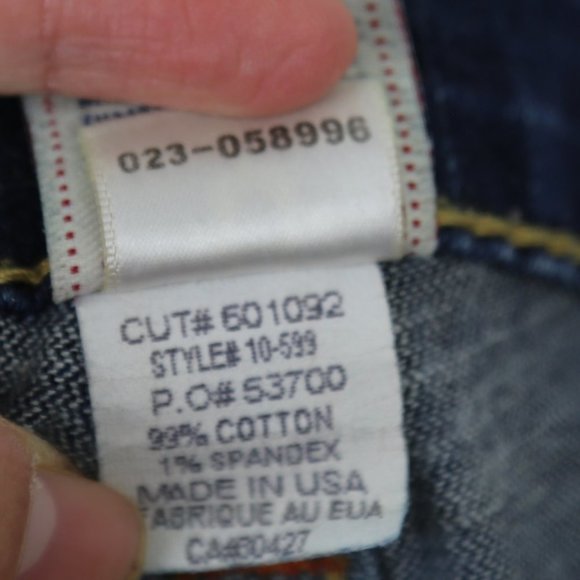 023-058996
CUT# 601092
STYLE# 10-599
P.O# 53700
99% COTTON
1% SPANDEX
MADE IN USA
FABRIQUE AU EUA
CA#80427